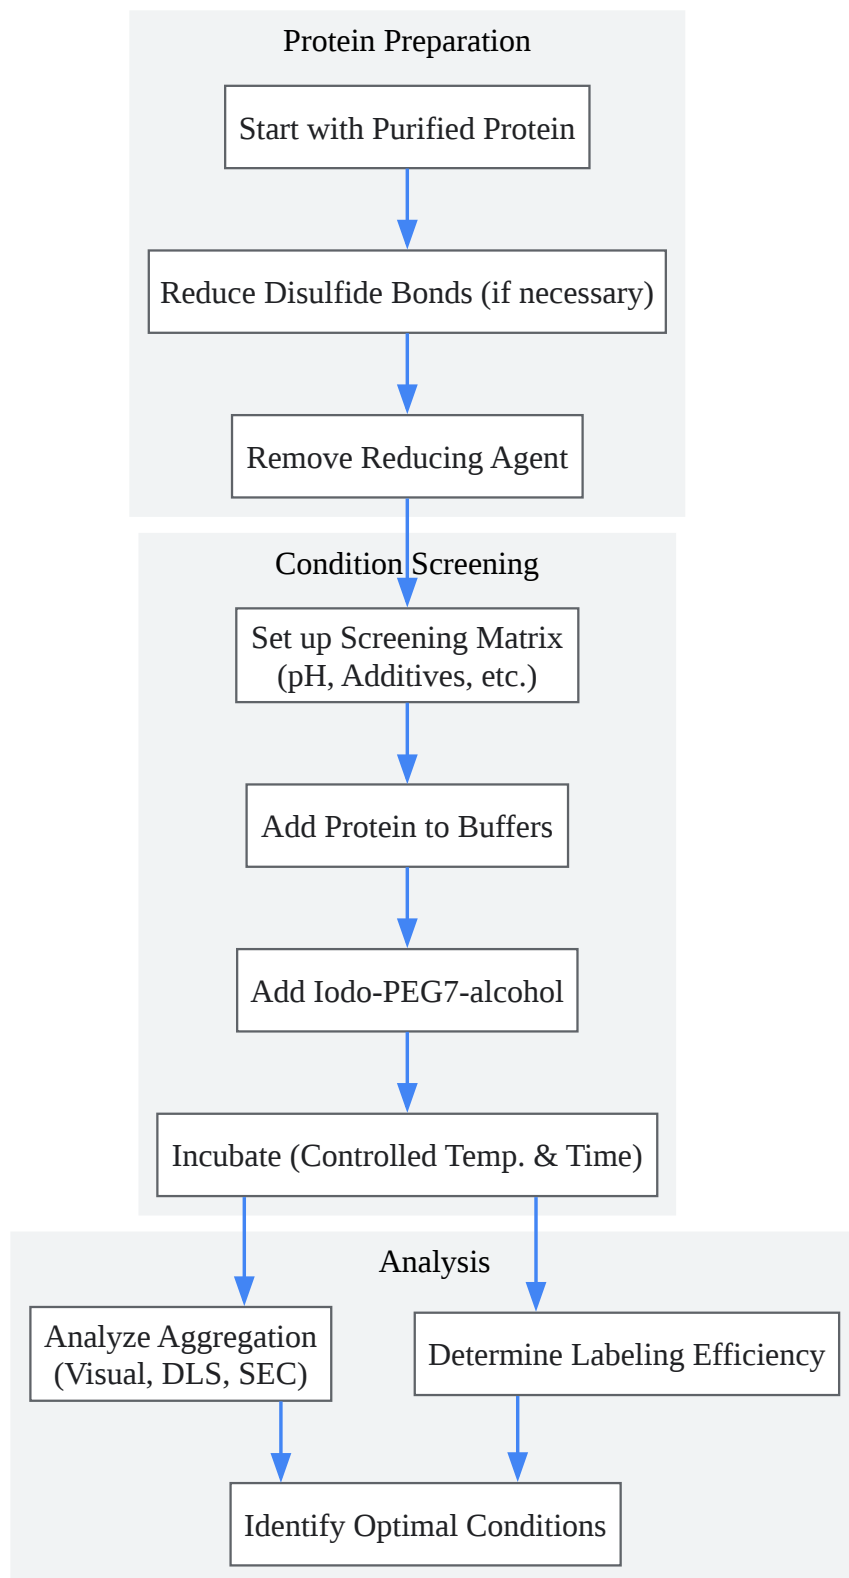 Protein Preparation
Start with Purified Protein
Reduce Disulfide Bonds (if necessary)
Remove Reducing Agent
Condition Screening
Set up Screening Matrix
(pH, Additives, etc.)
Add Protein to Buffers
Add Iodo-PEG7-alcohol
Incubate (Controlled Temp. & Time)
Analysis
Analyze Aggregation
(Visual, DLS, SEC)
Determine Labeling Efficiency
Identify Optimal Conditions